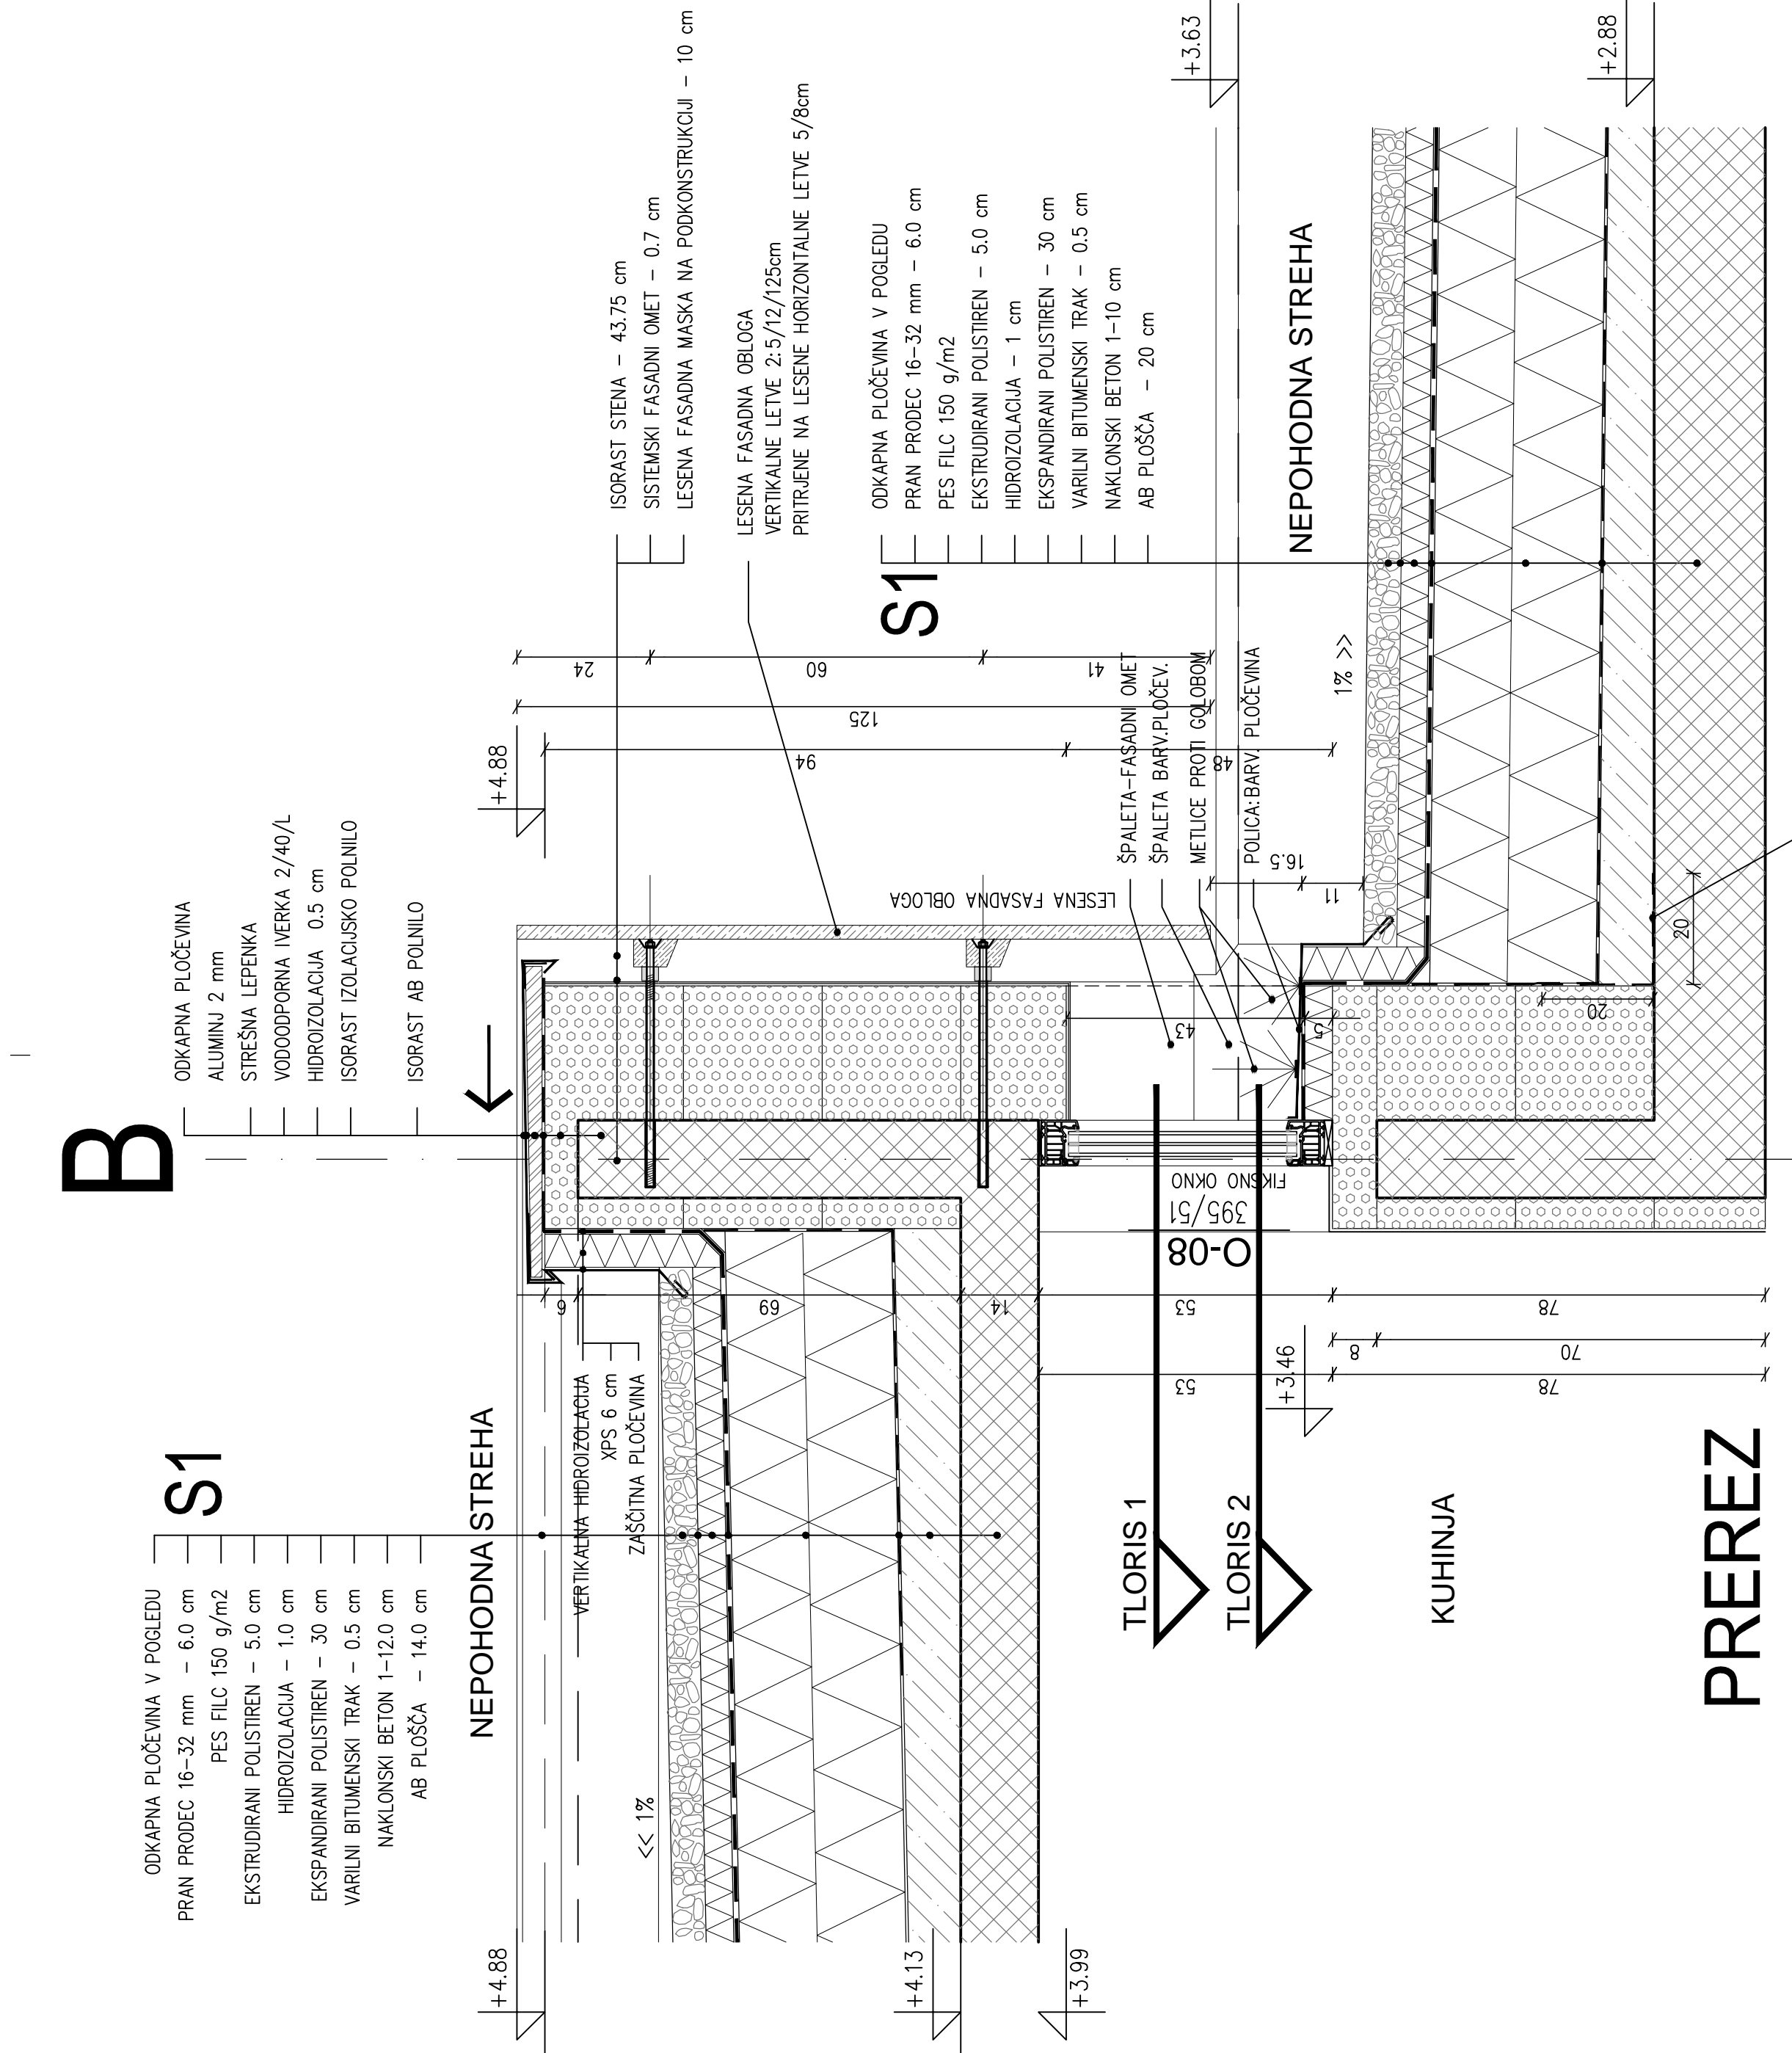 B
ODKAPNA PLOČEVINA
ALUMINJ 2 mm
STREŠNA LEPENKA
VODOODPORNA IVERKA 2/40/L
HIDROIZOLACIJA 0.5 cm
ISORAST IZOLACIJSKO POLNILO
ISORAST AB POLNILO
S1
ODKAPNA PLOČEVINA V POGLEDU
PRAN PRODEC 16-32 mm - 6.0 cm
PES FILC 150 g/m2
EKSTRUDIRANI POLISTIREN - 5.0 cm
HIDROIZOLACIJA - 1.0 cm
EKSPANDIRANI POLISTIREN - 30 cm
VARILNI BITUMENSKI TRAK - 0.5 cm
NAKLONSKI BETON 1-12.0 cm
AB PLOŠČA - 14.0 cm
NEPOHODNA STREHA
VERTIKALNA HIDROIZOLACIJA
XPS 6 cm
ZAŠČITNA PLOČEVINA
<< 1%
+4.88
+4.13
+3.99
ISORAST STENA - 43.75 cm
SISTEMSKI FASADNI OMET - 0.7 cm
LESENA FASADNA MASKA NA PODKONSTRUKCIJI - 10 cm
LESENA FASADNA OBLOGA
VERTIKALNE LETVE 2:5/12/125cm
PRITRJENE NA LESENE HORIZONTALNE LETVE 5/8cm
S1
ODKAPNA PLOČEVINA V POGLEDU
PRAN PRODEC 16-32 mm - 6.0 cm
PES FILC 150 g/m2
EKSTRUDIRANI POLISTIREN - 5.0 cm
HIDROIZOLACIJA - 1 cm
EKSPANDIRANI POLISTIREN - 30 cm
VARILNI BITUMENSKI TRAK - 0.5 cm
NAKLONSKI BETON 1-10 cm
AB PLOŠČA - 20 cm
NEPOHODNA STREHA
1% >>
+4.88
+3.63
+2.88
24
60
41
125
94
48
LESENA FASADNA OBLOGA
ŠPALETA-FASADNI OMET
ŠPALETA BARV.PLOČEV.
METLICE PROTI GOLOBOM
POLICA:BARV. PLOČEVINA
16.5
11
43
5
20
20
FIKSNO OKNO
395/51
O-08
6
69
14
53
78
8
70
53
78
+3.46
TLORIS 1
TLORIS 2
KUHINJA
PREREZ